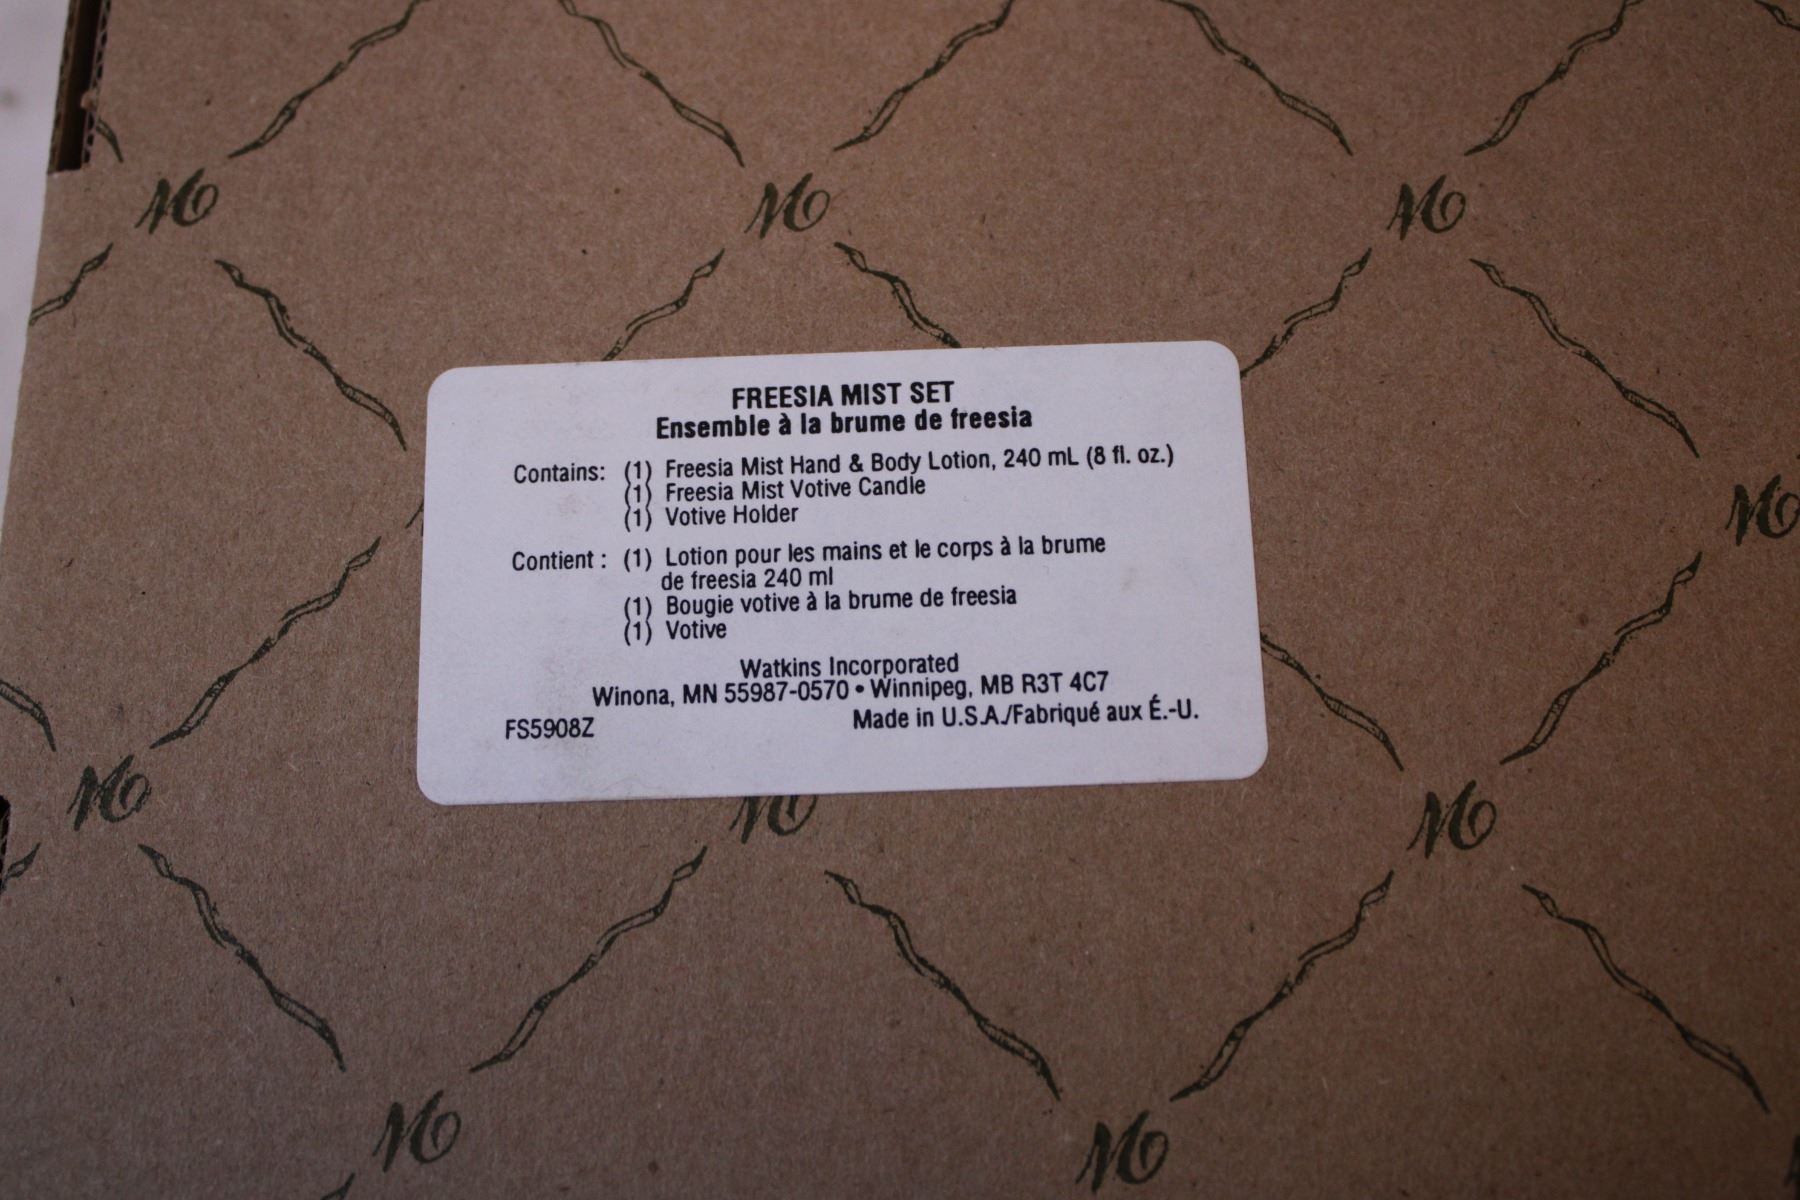 FREESIA MIST SET
Ensemble à la brume de freesia
Contains: (1) Freesia Mist Hand & Body Lotion, 240 mL (8 fl. oz.)
(1) Freesia Mist Votive Candle
(1) Votive Holder
Contient : (1) Lotion pour les mains et le corps à la brume
de freesia 240 ml
(1) Bougie votive à la brume de freesia
(1) Votive
Watkins Incorporated
Winona, MN 55987-0570 • Winnipeg, MB R3T 4C7
FS5908Z Made in U.S.A./Fabriqué aux É.-U.